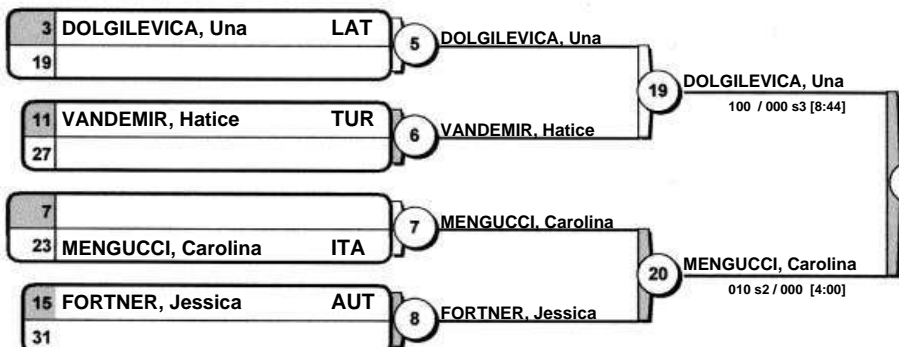 3 DOLGILEVICA, Una LAT
19
5
DOLGILEVICA, Una
11 VANDEMIR, Hatice TUR
27
6
VANDEMIR, Hatice
19
DOLGILEVICA, Una
100 / 000 s3 [8:44]
7
23 MENGUCCI, Carolina ITA
7
MENGUCCI, Carolina
15 FORTNER, Jessica AUT
31
8
FORTNER, Jessica
20
MENGUCCI, Carolina
010 s2 / 000 [4:00]